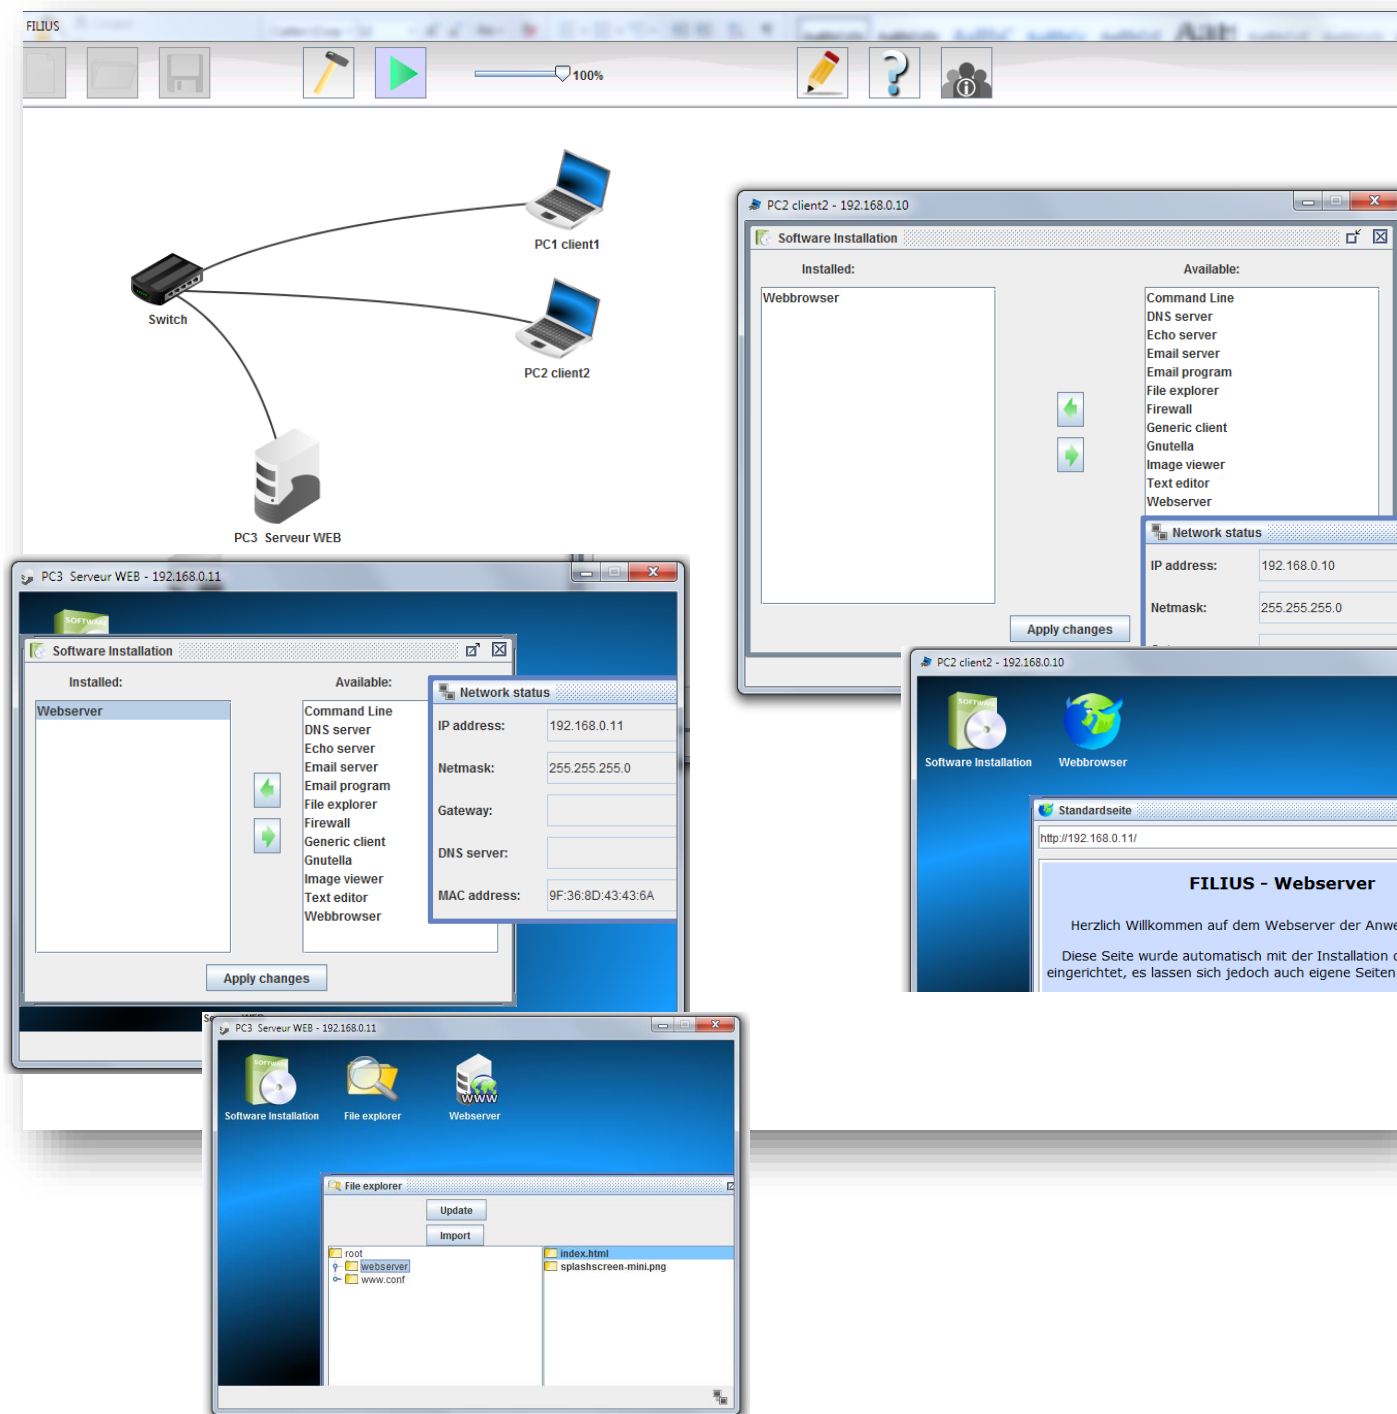 FILIUS
100%
PC1 client1
Switch
PC2 client2
PC3 Serveur WEB
PC2 client2 - 192.168.0.10
Software Installation
Installed:
Available:
Webbrowser
Command Line
DNS server
Echo server
Email server
Email program
File explorer
Firewall
Generic client
Gnutella
Image viewer
Text editor
Webserver
Apply changes
Network status
IP address:
192.168.0.10
Netmask:
255.255.255.0
PC3 Serveur WEB - 192.168.0.11
SOFTWARE
Software Installation
Installed:
Available:
Webserver
Command Line
DNS server
Echo server
Email server
Email program
File explorer
Firewall
Generic client
Gnutella
Image viewer
Text editor
Webbrowser
Apply changes
Network status
IP address:
192.168.0.11
Netmask:
255.255.255.0
Gateway:
DNS server:
MAC address:
9F:36:8D:43:43:6A
PC2 client2 - 192.168.0.10
SOFTWARE
Software Installation
Webbrowser
Standardseite
http://192.168.0.11/
FILIUS - Webserver
Herzlich Willkommen auf dem Webserver der Anwe
Diese Seite wurde automatisch mit der Installation
eingerichtet, es lassen sich jedoch auch eigene Seiten
PC3 Serveur WEB - 192.168.0.11
SOFTWARE
WWW
Software Installation
File explorer
Webserver
File explorer
Update
Import
root
webserver
www.conf
index.html
splashscreen-mini.png